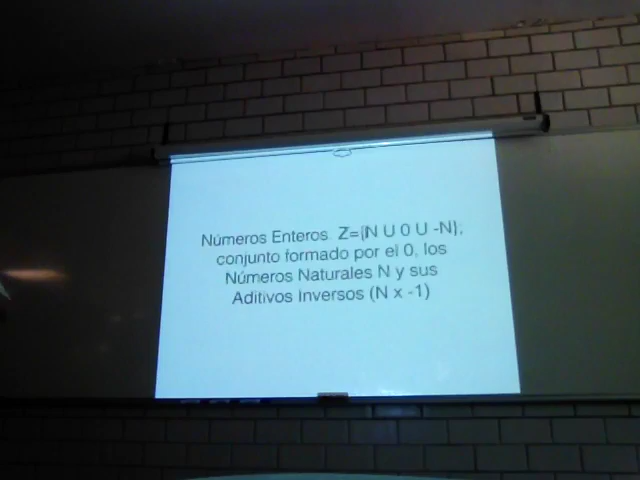 Números Enteros. Z={N U 0 U -N},
conjunto formado por el 0, los
Números Naturales N y sus
Aditivos Inversos (N x -1)